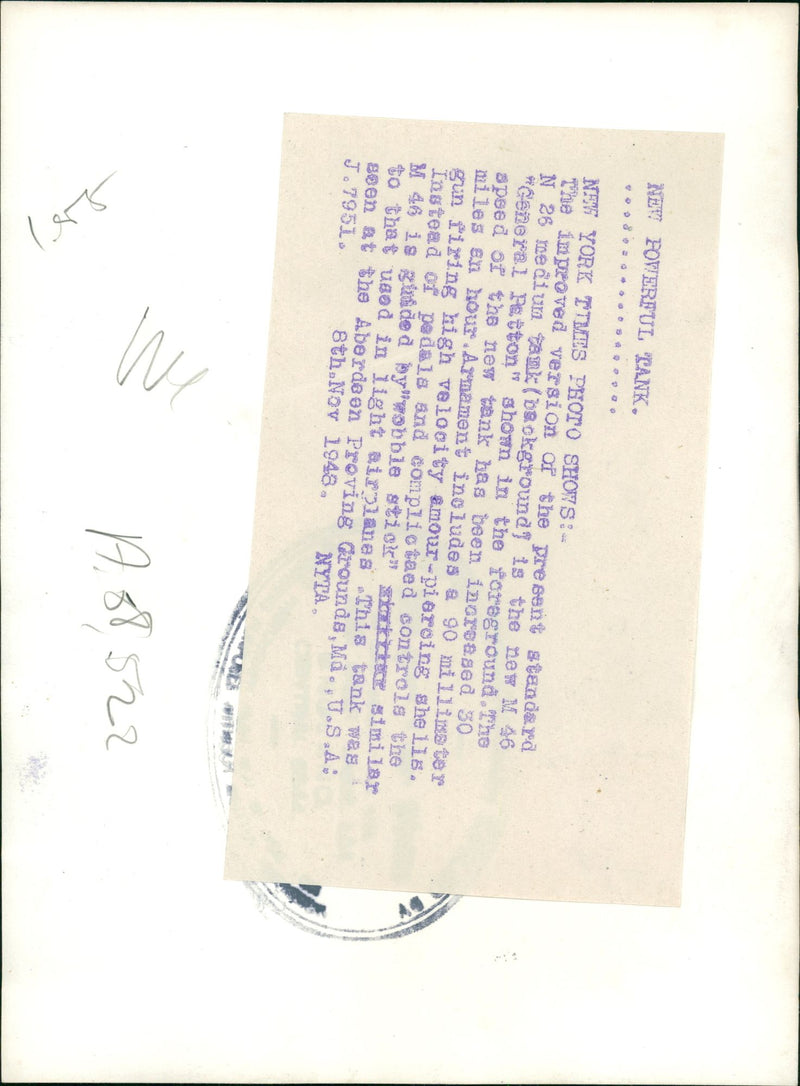 NEW POWERFUL TANK.
NEW YORK TIMES PHOTO SHOWS:-
The improved version of the present standard
N 26 medium tank(background) is the new M 46
"General Patton" shown in the foreground.The
speed of the new tank has been increased 30
miles an hour.Armament includes a 90 millimeter
gun firing high velocity amour-piercing shells.
Instead of pedals and complictaed controls the
M 46 is guided by"wobble stick" similar
to that used in light airplanes .This tank was
seen at the Aberdeen Proving Grounds,Md.,U.S.A:
J.7951. 8th.Nov 1948. NYTA.
17.68,522
BY